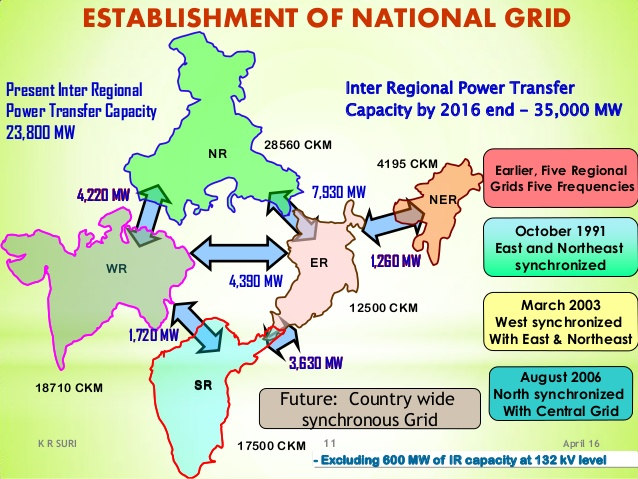 ESTABLISHMENT OF NATIONAL GRID
Present Inter Regional
Power Transfer Capacity
23,800 MW
Inter Regional Power Transfer
Capacity by 2016 end - 35,000 MW
NR
28560 CKM
4195 CKM
NER
4,220 MW
7,930 MW
WR
4,390 MW
ER
1,260 MW
12500 CKM
1,720 MW
3,630 MW
18710 CKM
SR
17500 CKM
Earlier, Five Regional
Grids Five Frequencies
October 1991
East and Northeast
synchronized
March 2003
West synchronized
With East & Northeast
August 2006
North synchronized
With Central Grid
Future: Country wide
synchronous Grid
K R SURI
11
April 16
- Excluding 600 MW of IR capacity at 132 kV level